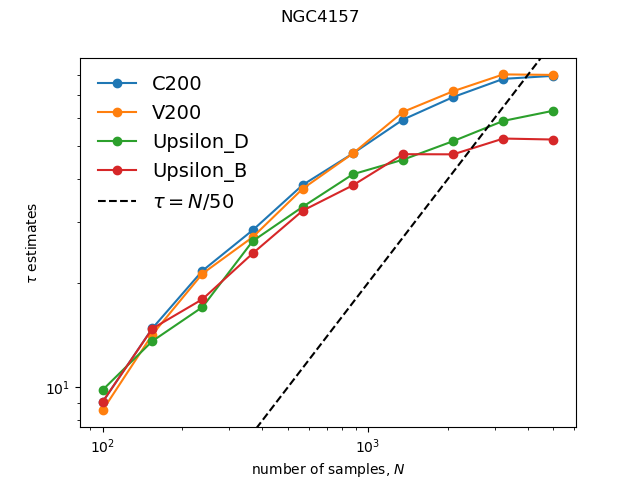 NGC4157
C200
V200
Upsilon_D
Upsilon_B
τ = N/50
τ estimates
10¹
10² 10³
number of samples, N